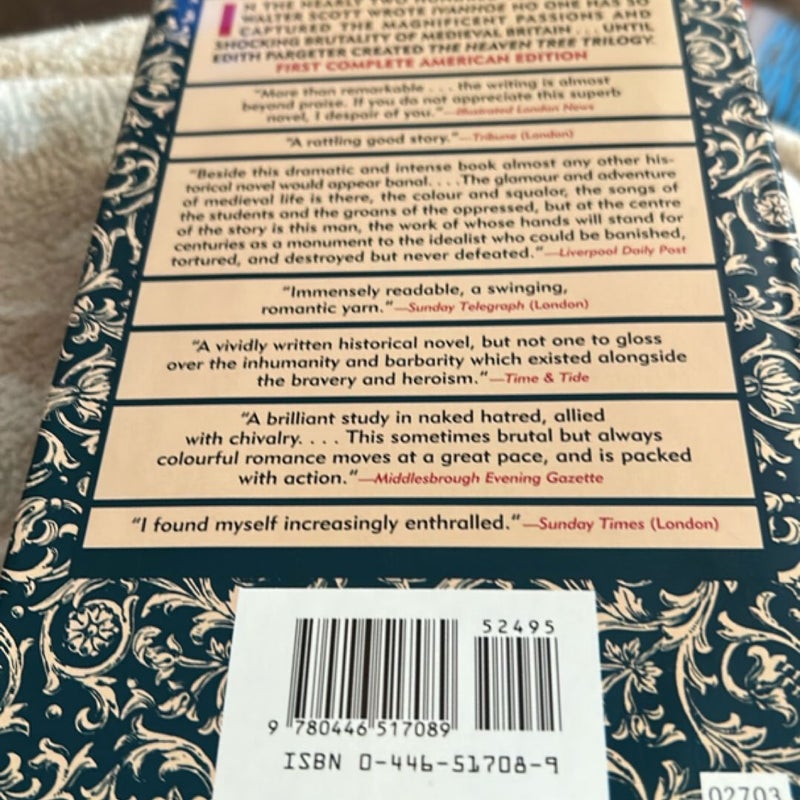 IN THE NEARLY TWO HUNDRED
WALTER SCOTT WROTE IVANHOE NO ONE HAS SO
CAPTURED THE MAGNIFICENT PASSIONS AND
SHOCKING BRUTALITY OF MEDIEVAL BRITAIN . . . UNTIL
EDITH PARGETER CREATED THE HEAVEN TREE TRILOGY.
FIRST COMPLETE AMERICAN EDITION
"More than remarkable . . . the writing is almost
beyond praise. If you do not appreciate this superb
novel, I despair of you."—Illustrated London News
"A rattling good story."—Tribune (London)
"Beside this dramatic and intense book almost any other his-
torical novel would appear banal. . . .The glamour and adventure
of medieval life is there, the colour and squalor, the songs of
the students and the groans of the oppressed, but at the centre
of the story is this man, the work of whose hands will stand for
centuries as a monument to the idealist who could be banished,
tortured, and destroyed but never defeated."—Liverpool Daily Post
"Immensely readable, a swinging,
romantic yarn."—Sunday Telegraph (London)
"A vividly written historical novel, but not one to gloss
over the inhumanity and barbarity which existed alongside
the bravery and heroism."—Time & Tide
"A brilliant study in naked hatred, allied
with chivalry. . . . This sometimes brutal but always
colourful romance moves at a great pace, and is packed
with action."—Middlesbrough Evening Gazette
"I found myself increasingly enthralled."—Sunday Times (London)
52495
9 780446 517089
ISBN 0-446-51708-9
02703